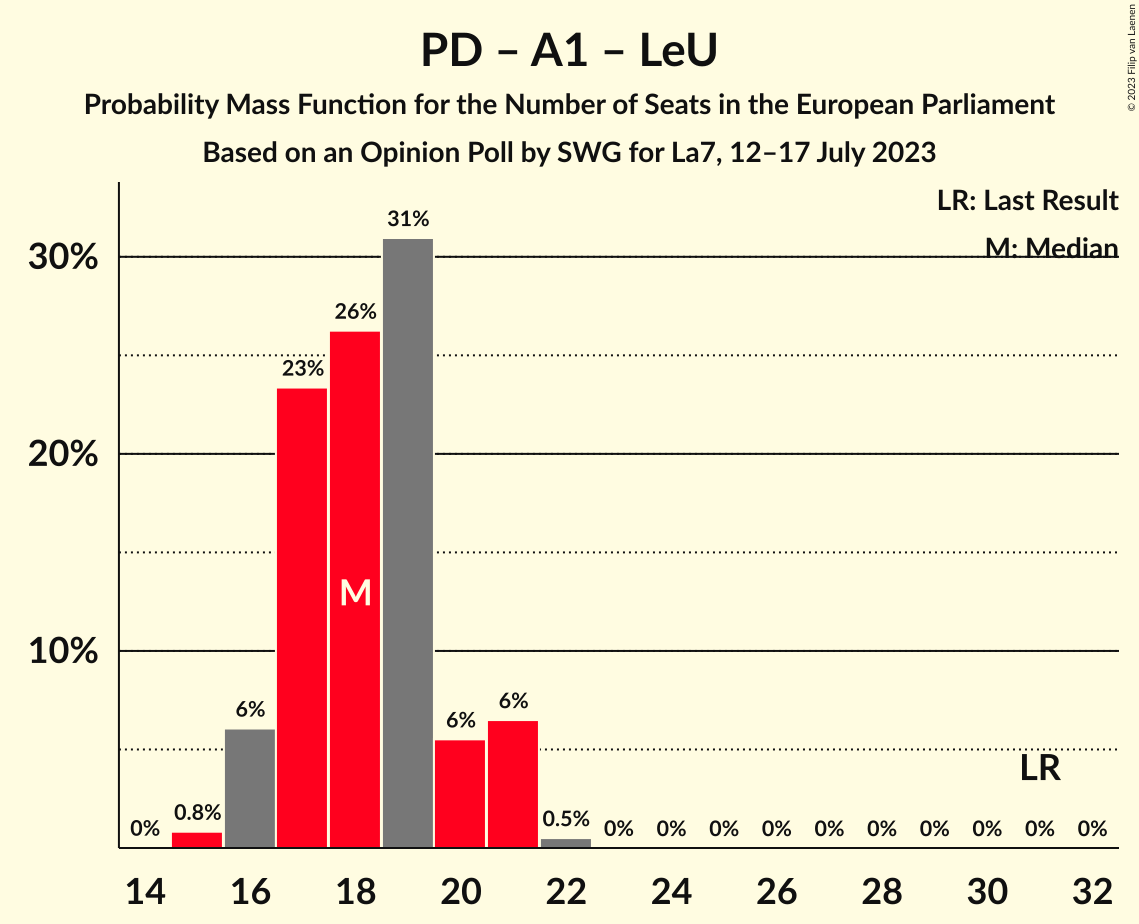 PD – A1 – LeU
Probability Mass Function for the Number of Seats in the European Parliament
Based on an Opinion Poll by SWG for La7, 12–17 July 2023
© 2023 Filip van Laenen
LR: Last Result
M: Median
30%
20%
10%
0%
0.8%
6%
23%
26%
31%
6%
6%
0.5%
0%
0%
0%
0%
0%
0%
0%
0%
0%
0%
M
LR
14 16 18 20 22 24 26 28 30 32